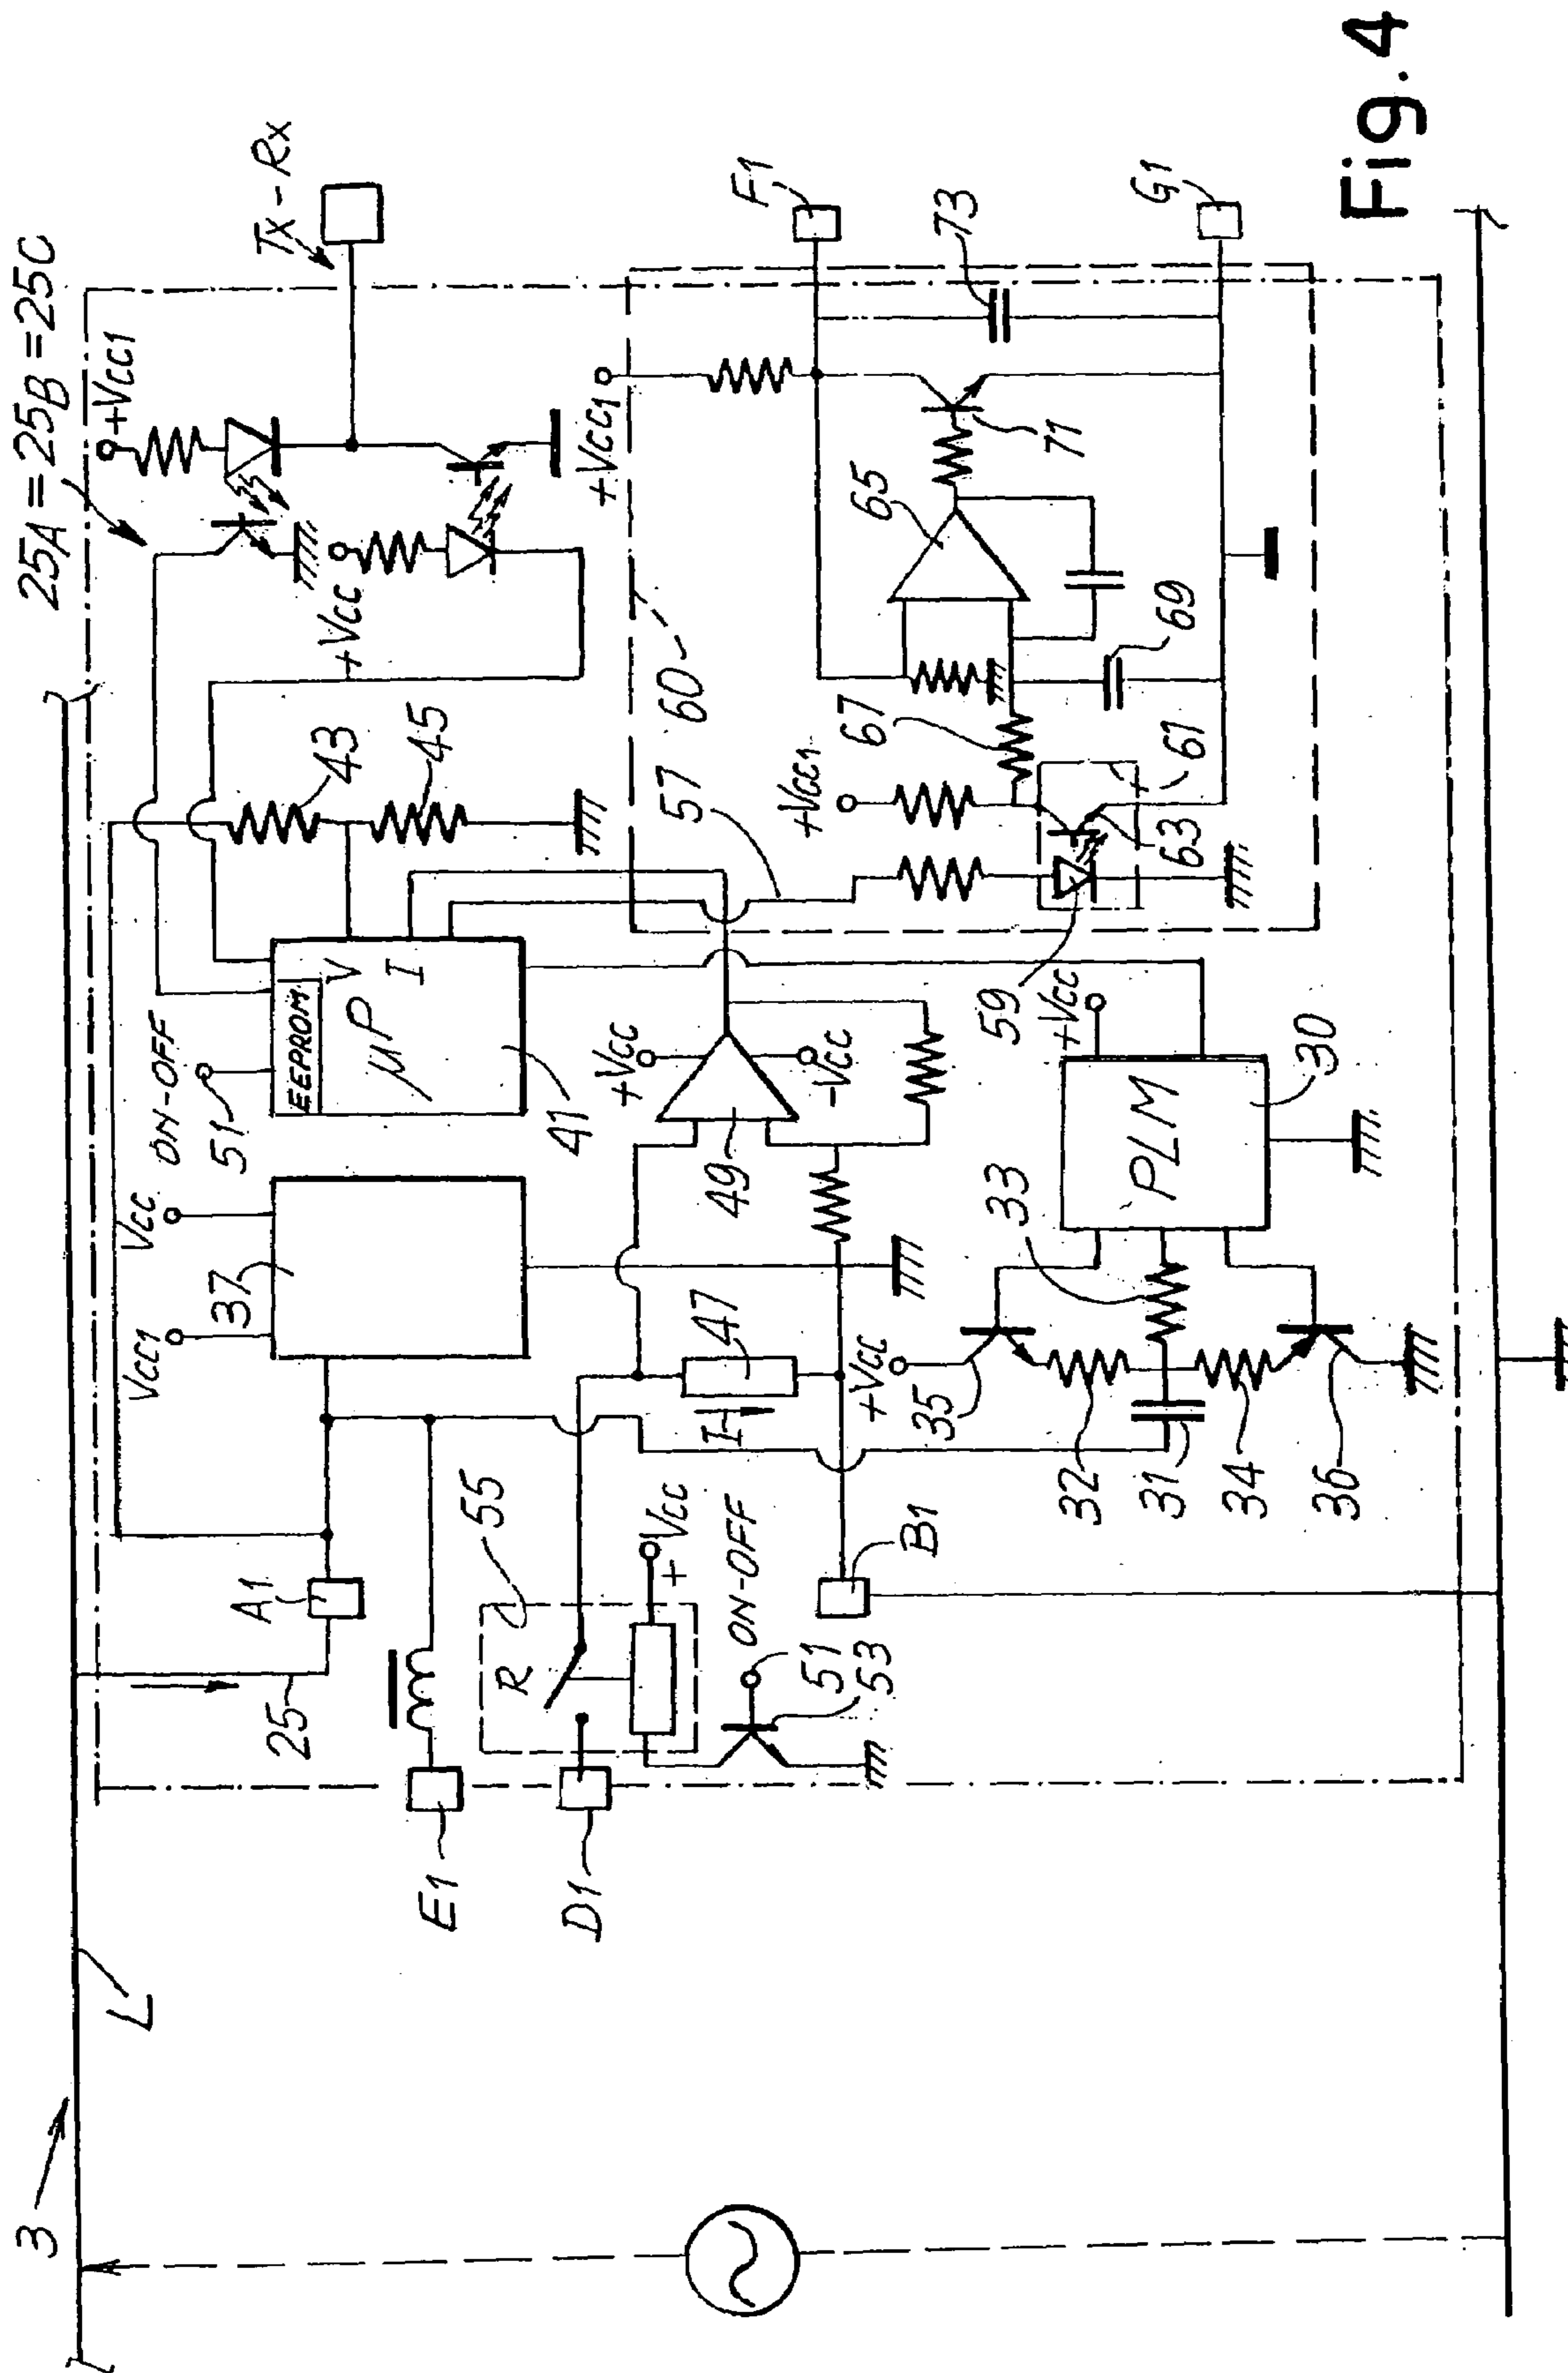 3
L
25A = 25B = 25C
+Vcc1
Tx-Rx
25
A1
Vcc1
37
Vcc
51
ON-OFF
EEPROM
V
µP
I
41
43
45
+Vcc
60
+Vcc1
F1
E1
55
R
+Vcc
D1
ON-OFF
51
53
I
47
49
+Vcc
-Vcc
57
67
65
71
73
69
+Vcc1
61
63
59
G1
B1
+Vcc
35
32
31
34
36
33
PLM
+Vcc
30
Fig.4